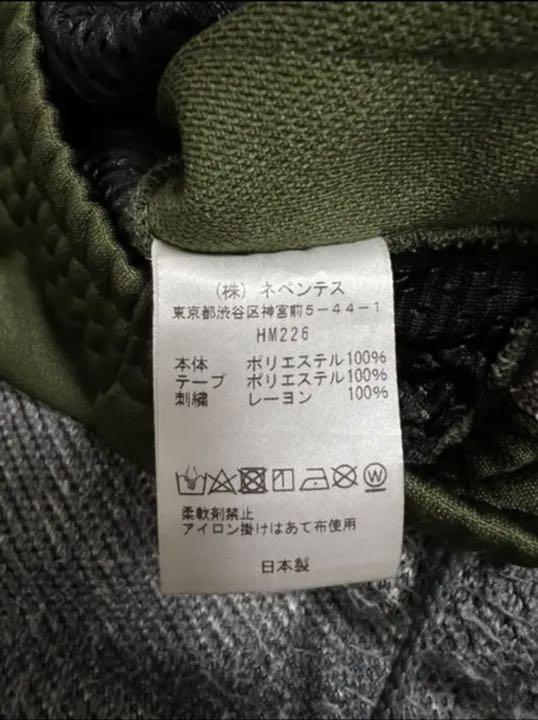 (株) ネペンテス
東京都渋谷区神宮前5-44-1
HM226
本体 ポリエステル100%
テープ ポリエステル100%
刺繍 レーヨン 100%
W
柔軟剤禁止
アイロン掛けはあて布使用
日本製